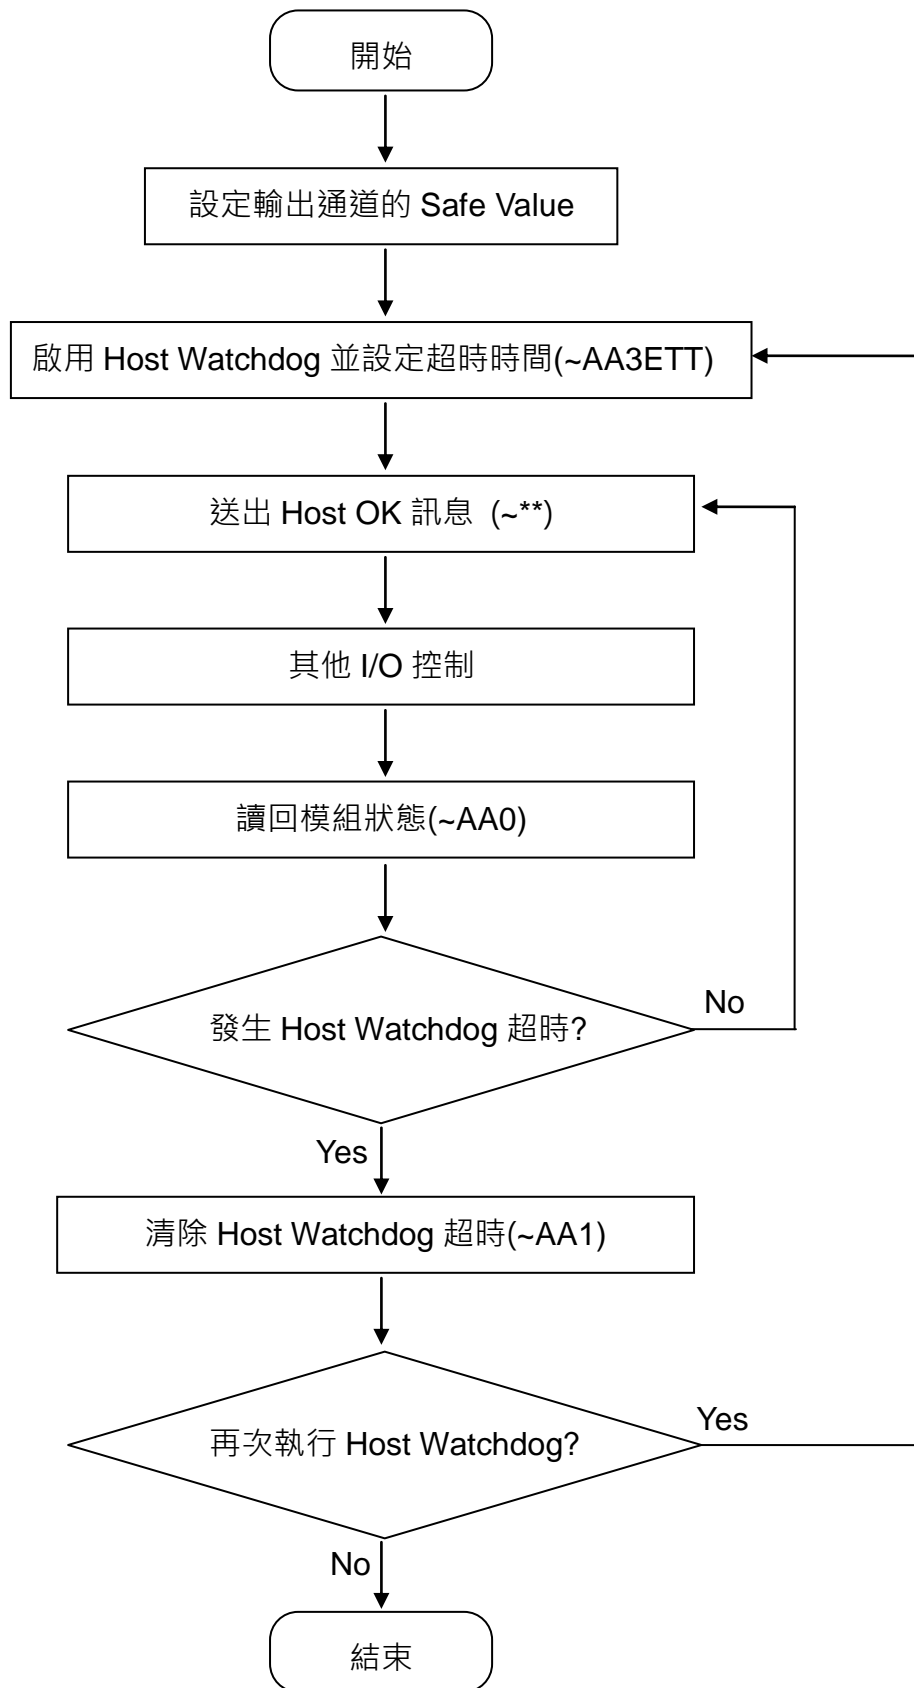 開始
設定輸出通道的 Safe Value
啟用 Host Watchdog 並設定超時時間(~AA3ETT)
送出 Host OK 訊息 (~**)
其他 I/O 控制
讀回模組狀態(~AA0)
發生 Host Watchdog 超時?
No
Yes
清除 Host Watchdog 超時(~AA1)
再次執行 Host Watchdog?
Yes
No
結束